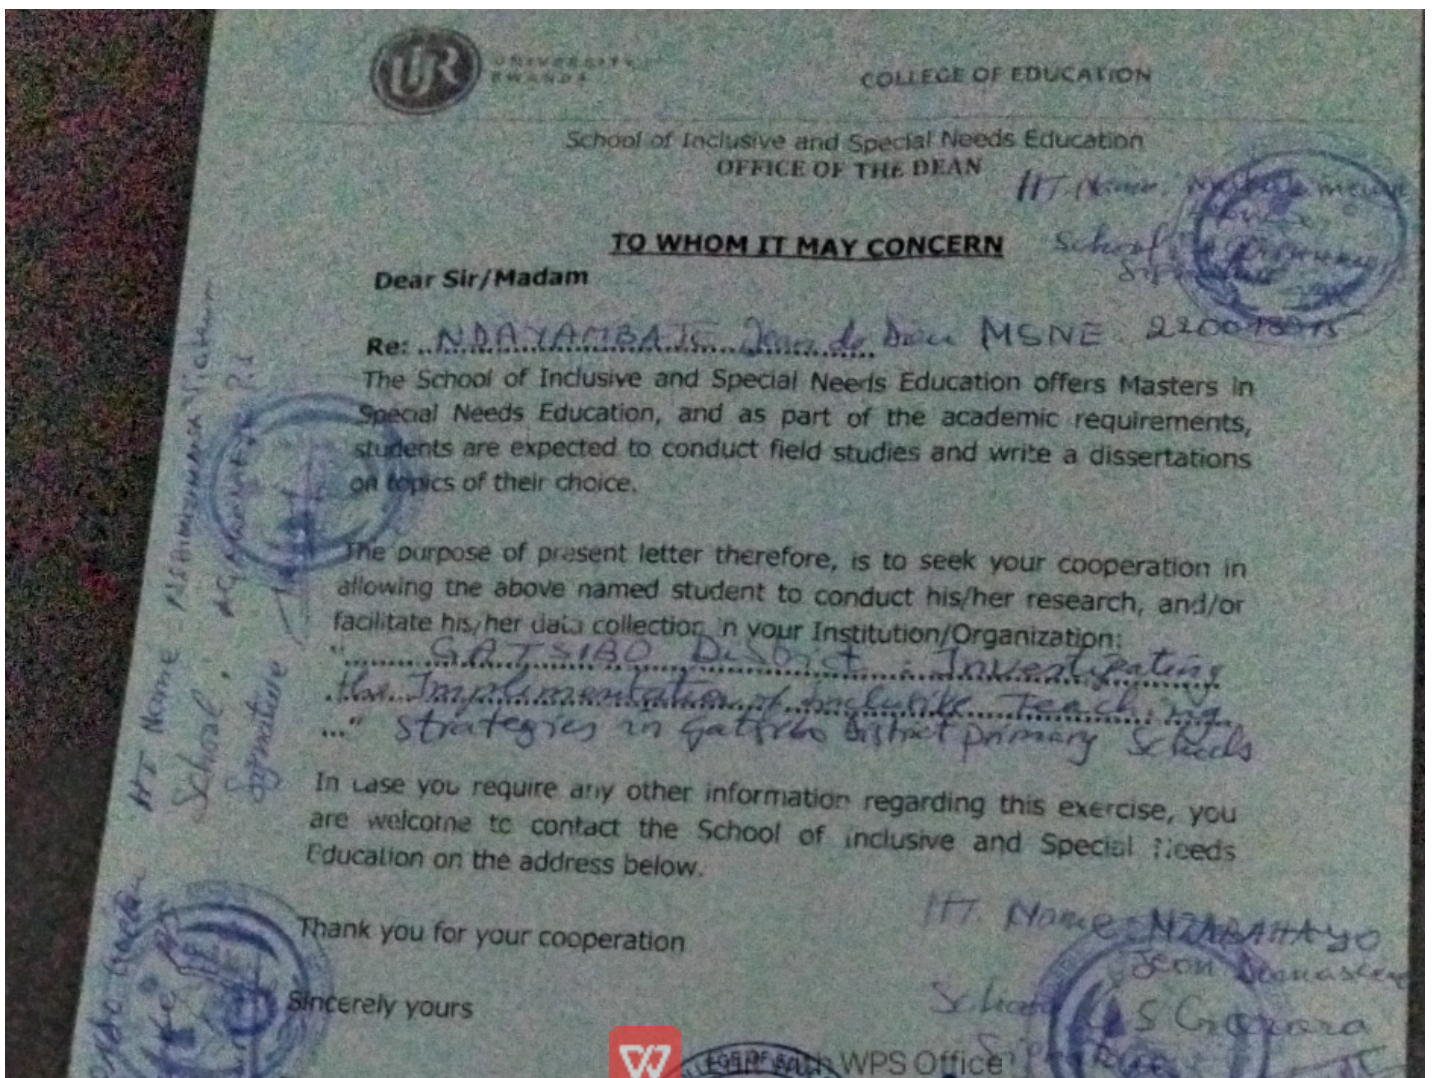 UR UNIVERSITY
RWANDA
COLLEGE OF EDUCATION
School of Inclusive and Special Needs Education
OFFICE OF THE DEAN
HT Name:
TO WHOM IT MAY CONCERN
School
Dear Sir/Madam
Re: NDAYAMBAJE Jean de Dieu MSNE
The School of Inclusive and Special Needs Education offers Masters in
Special Needs Education, and as part of the academic requirements,
students are expected to conduct field studies and write a dissertations
on topics of their choice.
The purpose of present letter therefore, is to seek your cooperation in
allowing the above named student to conduct his/her research, and/or
facilitate his/her data collection in your Institution/Organization:
"... GATSIBO District : Investigating
the Implementation of inclusive Teaching
..." strategies in Gatsibo District primary Schools
In case you require any other information regarding this exercise, you
are welcome to contact the School of Inclusive and Special Needs
Education on the address below.
Thank you for your cooperation
Sincerely yours
HT Name
School
Signature
HT. Name: NZABAHAYO
Jean Damascene
School G S
Signature
WPS Office